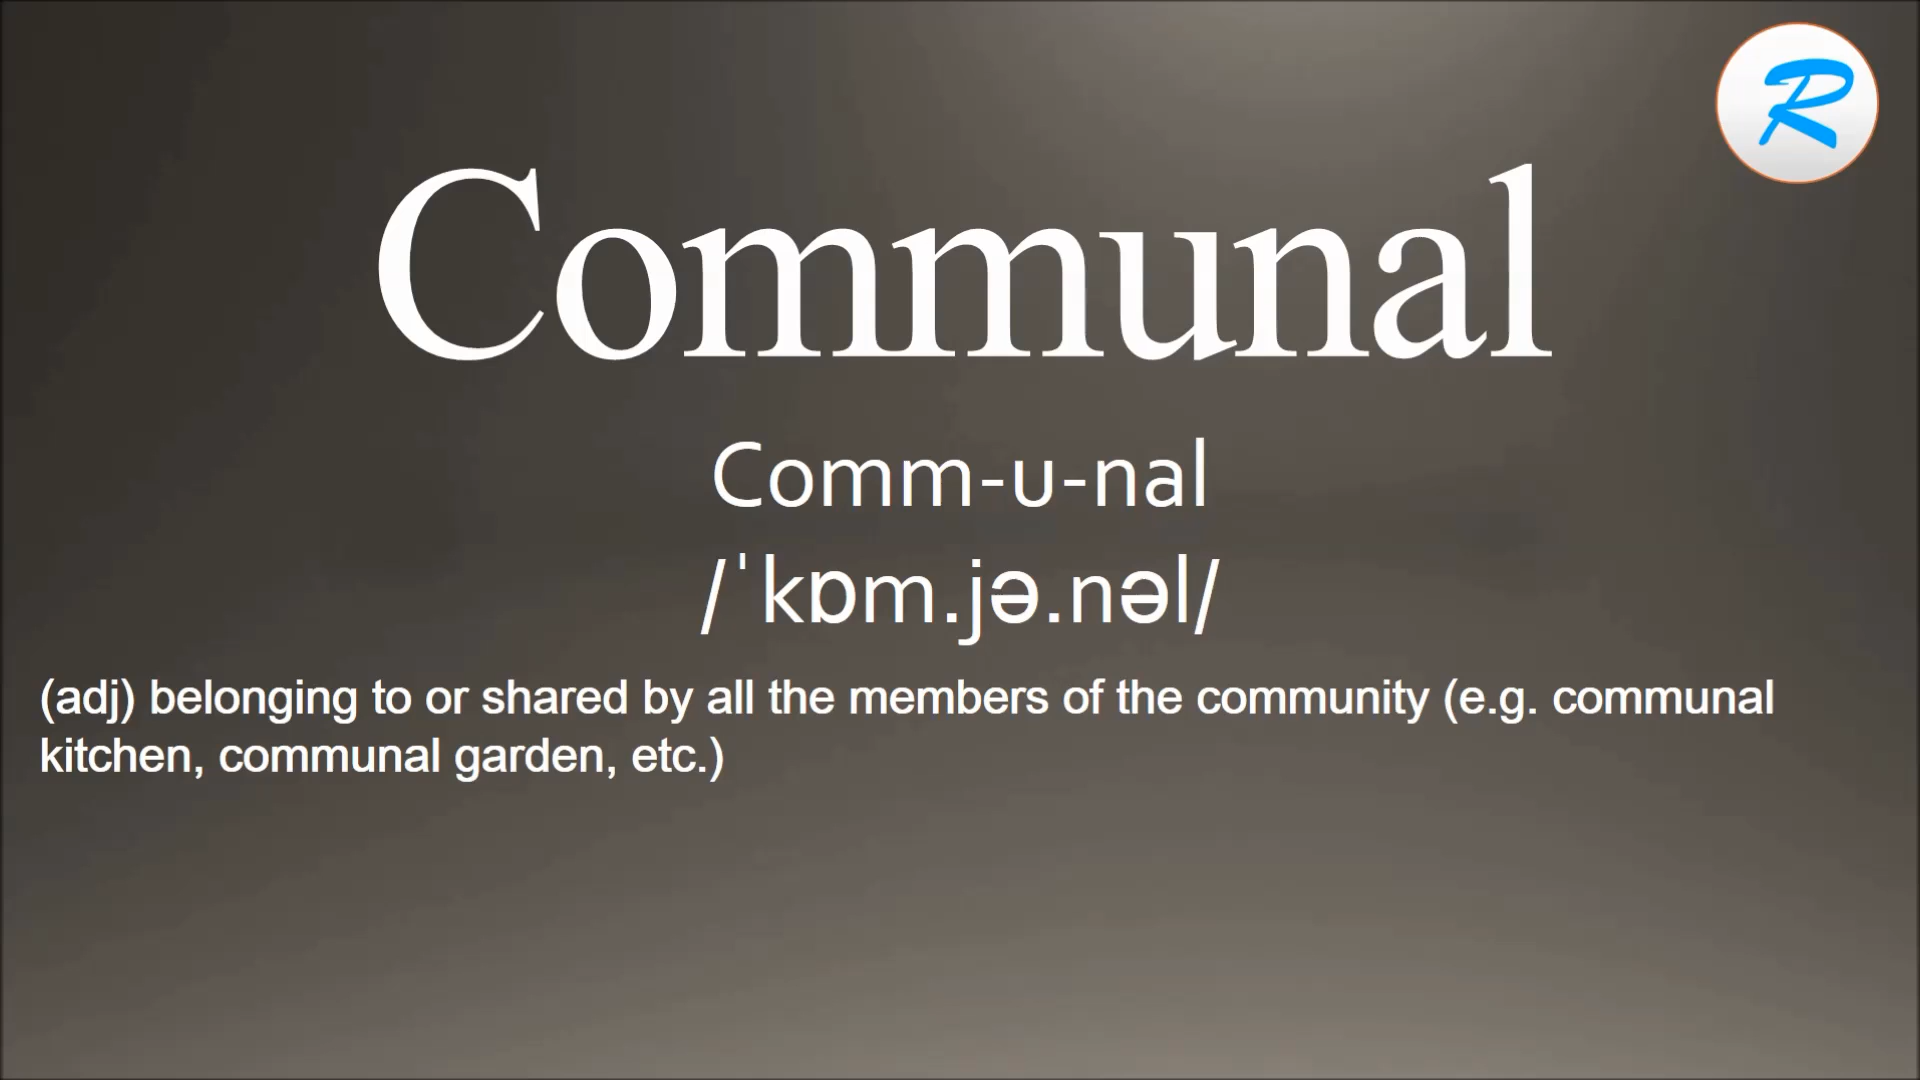 R
Communal
Comm-u-nal
/ˈkɒm.jə.nəl/
(adj) belonging to or shared by all the members of the community (e.g. communal
kitchen, communal garden, etc.)